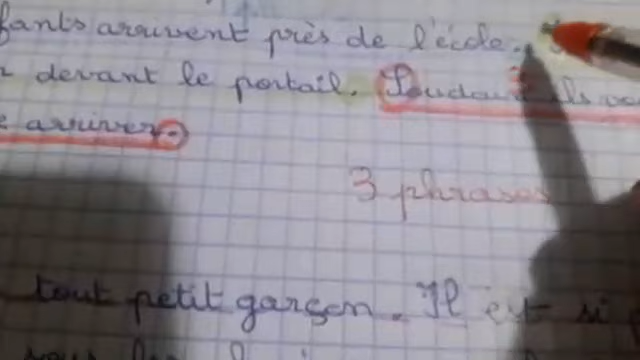 fants arrivent près de l'école.
devant le portail. Soudain ils
arriver.
3 phrases
tout petit garçon. Il est si